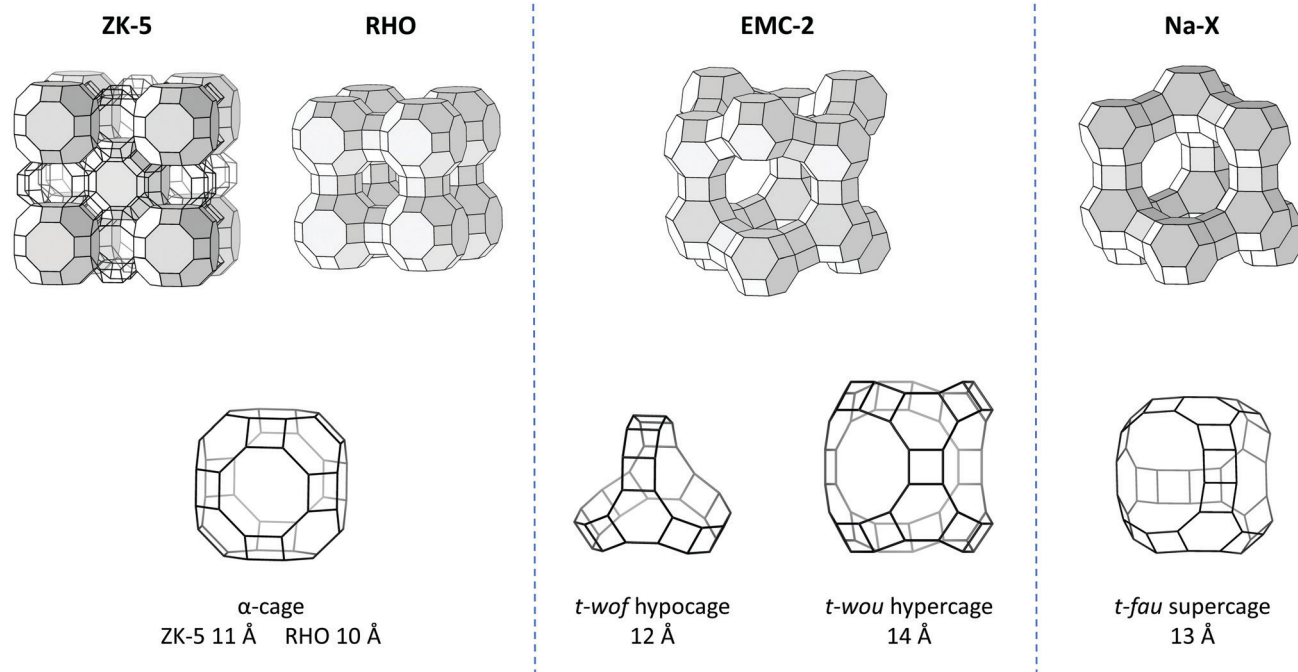 ZK-5
RHO
EMC-2
Na-X
α-cage
ZK-5 11 Å RHO 10 Å
t-wof hypocage
12 Å
t-wou hypercage
14 Å
t-fau supercage
13 Å